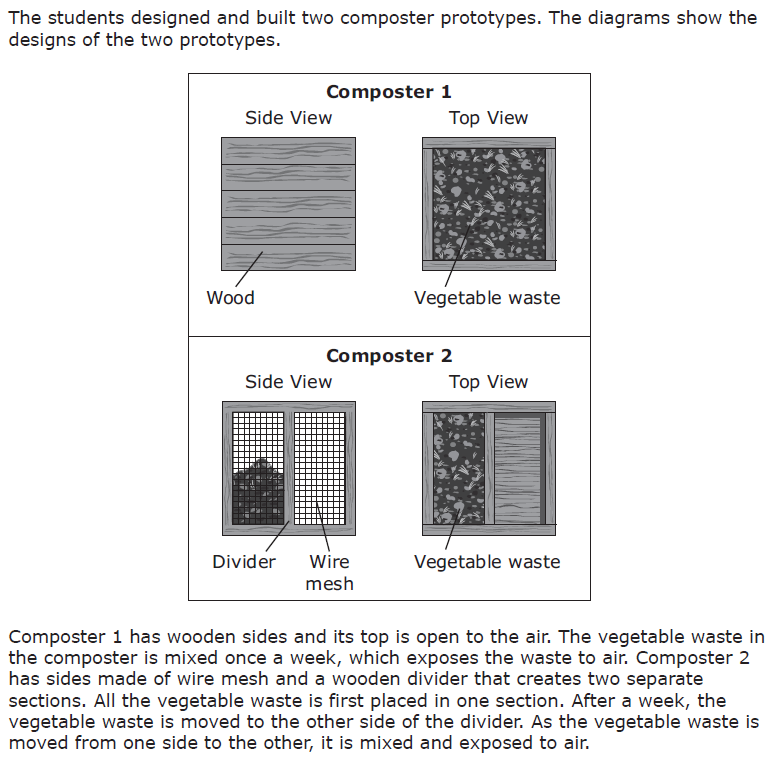 The students designed and built two composter prototypes. The diagrams show the
designs of the two prototypes.
Composter 1
Side View
Top View
Wood
Vegetable waste
Composter 2
Side View
Top View
Divider
Wire
mesh
Vegetable waste
Composter 1 has wooden sides and its top is open to the air. The vegetable waste in
the composter is mixed once a week, which exposes the waste to air. Composter 2
has sides made of wire mesh and a wooden divider that creates two separate
sections. All the vegetable waste is first placed in one section. After a week, the
vegetable waste is moved to the other side of the divider. As the vegetable waste is
moved from one side to the other, it is mixed and exposed to air.